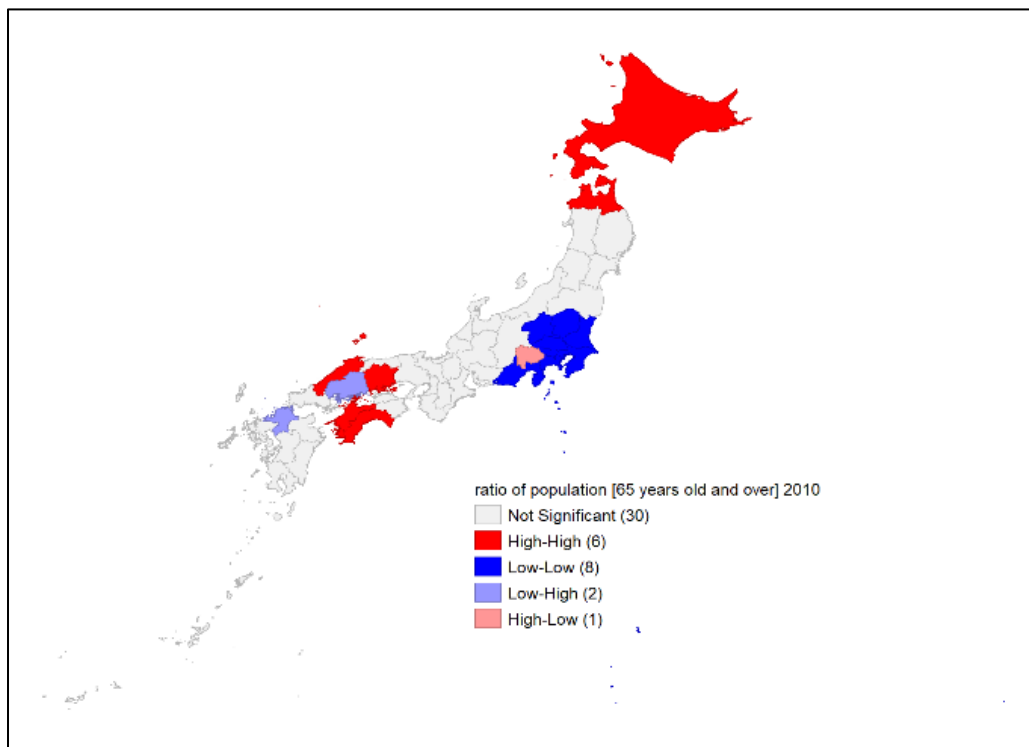 ratio of population [65 years old and over] 2010
Not Significant (30)
High-High (6)
Low-Low (8)
Low-High (2)
High-Low (1)